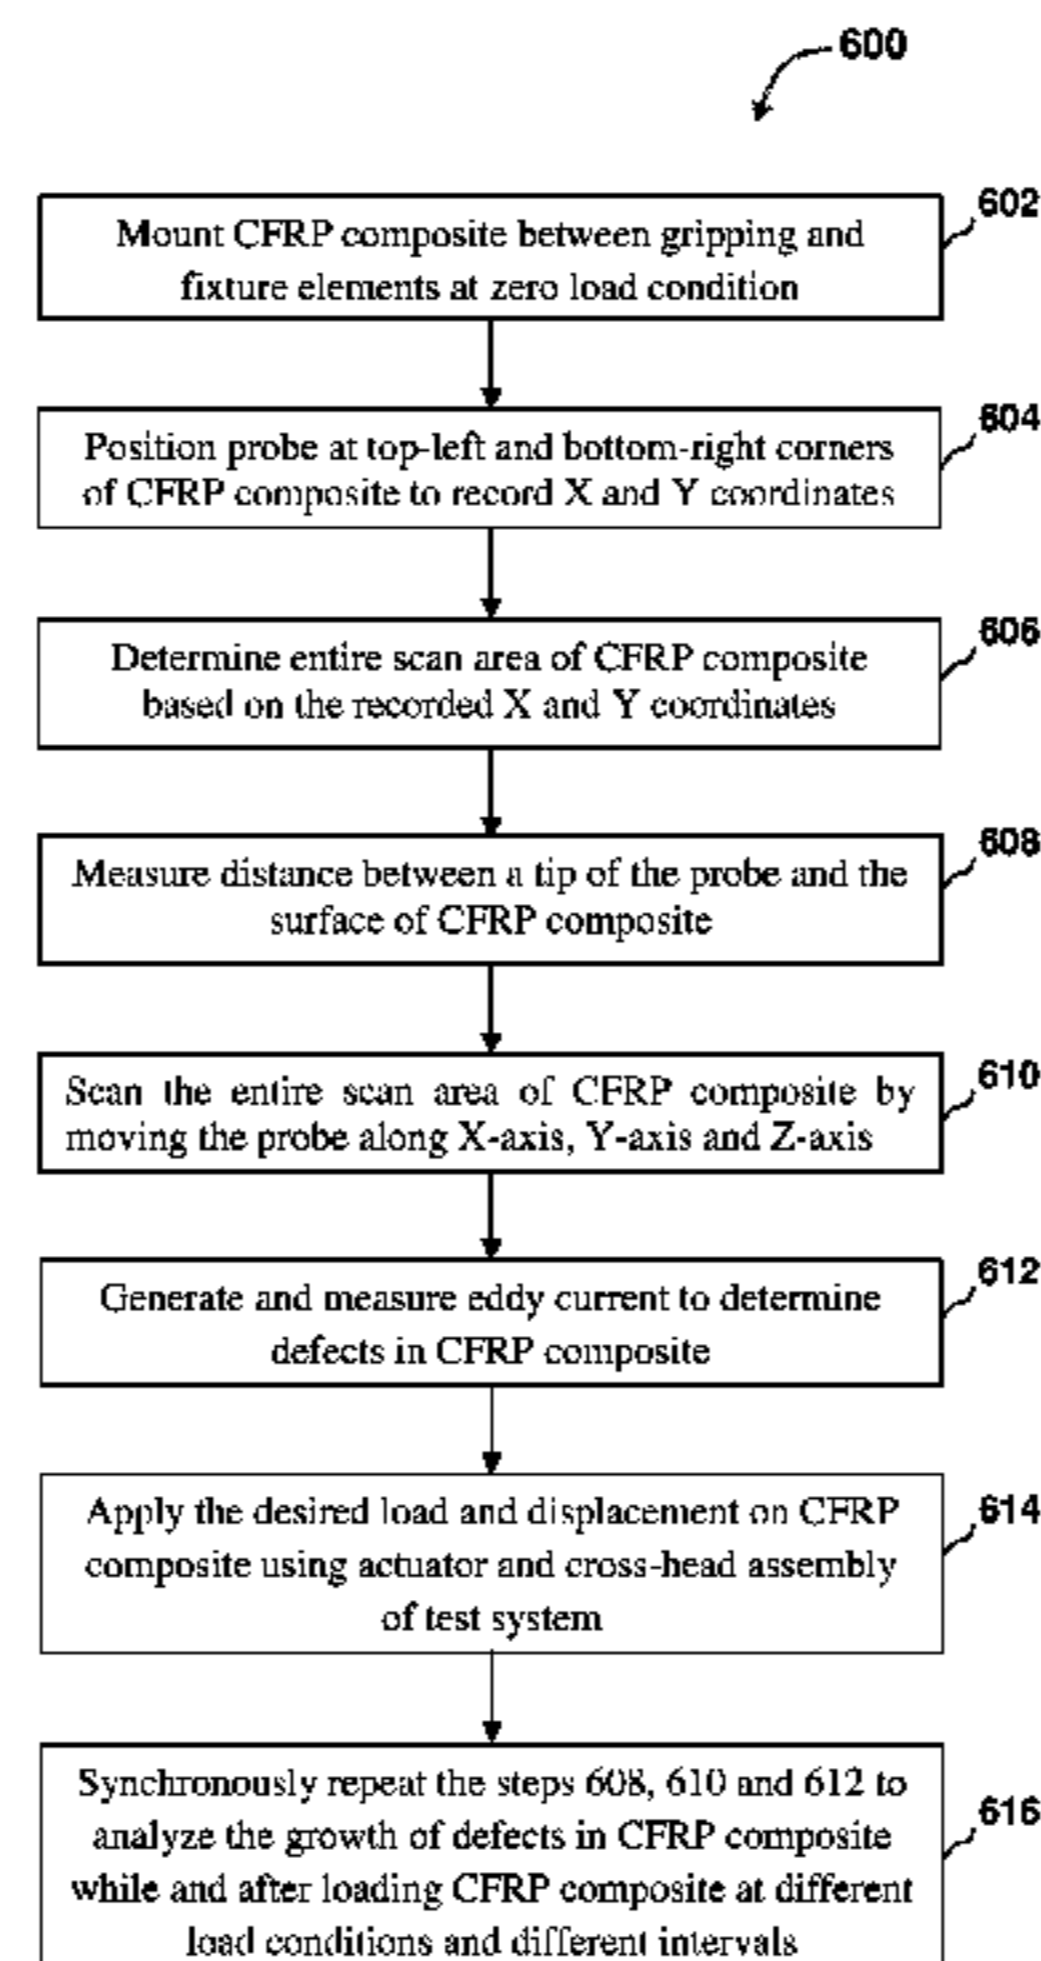 600
602
Mount CFRP composite between gripping and
fixture elements at zero load condition
604
Position probe at top-left and bottom-right corners
of CFRP composite to record X and Y coordinates
606
Determine entire scan area of CFRP composite
based on the recorded X and Y coordinates
608
Measure distance between a tip of the probe and the
surface of CFRP composite
610
Scan the entire scan area of CFRP composite by
moving the probe along X-axis, Y-axis and Z-axis
612
Generate and measure eddy current to determine
defects in CFRP composite
614
Apply the desired load and displacement on CFRP
composite using actuator and cross-head assembly
of test system
616
Synchronously repeat the steps 608, 610 and 612 to
analyze the growth of defects in CFRP composite
while and after loading CFRP composite at different
load conditions and different intervals